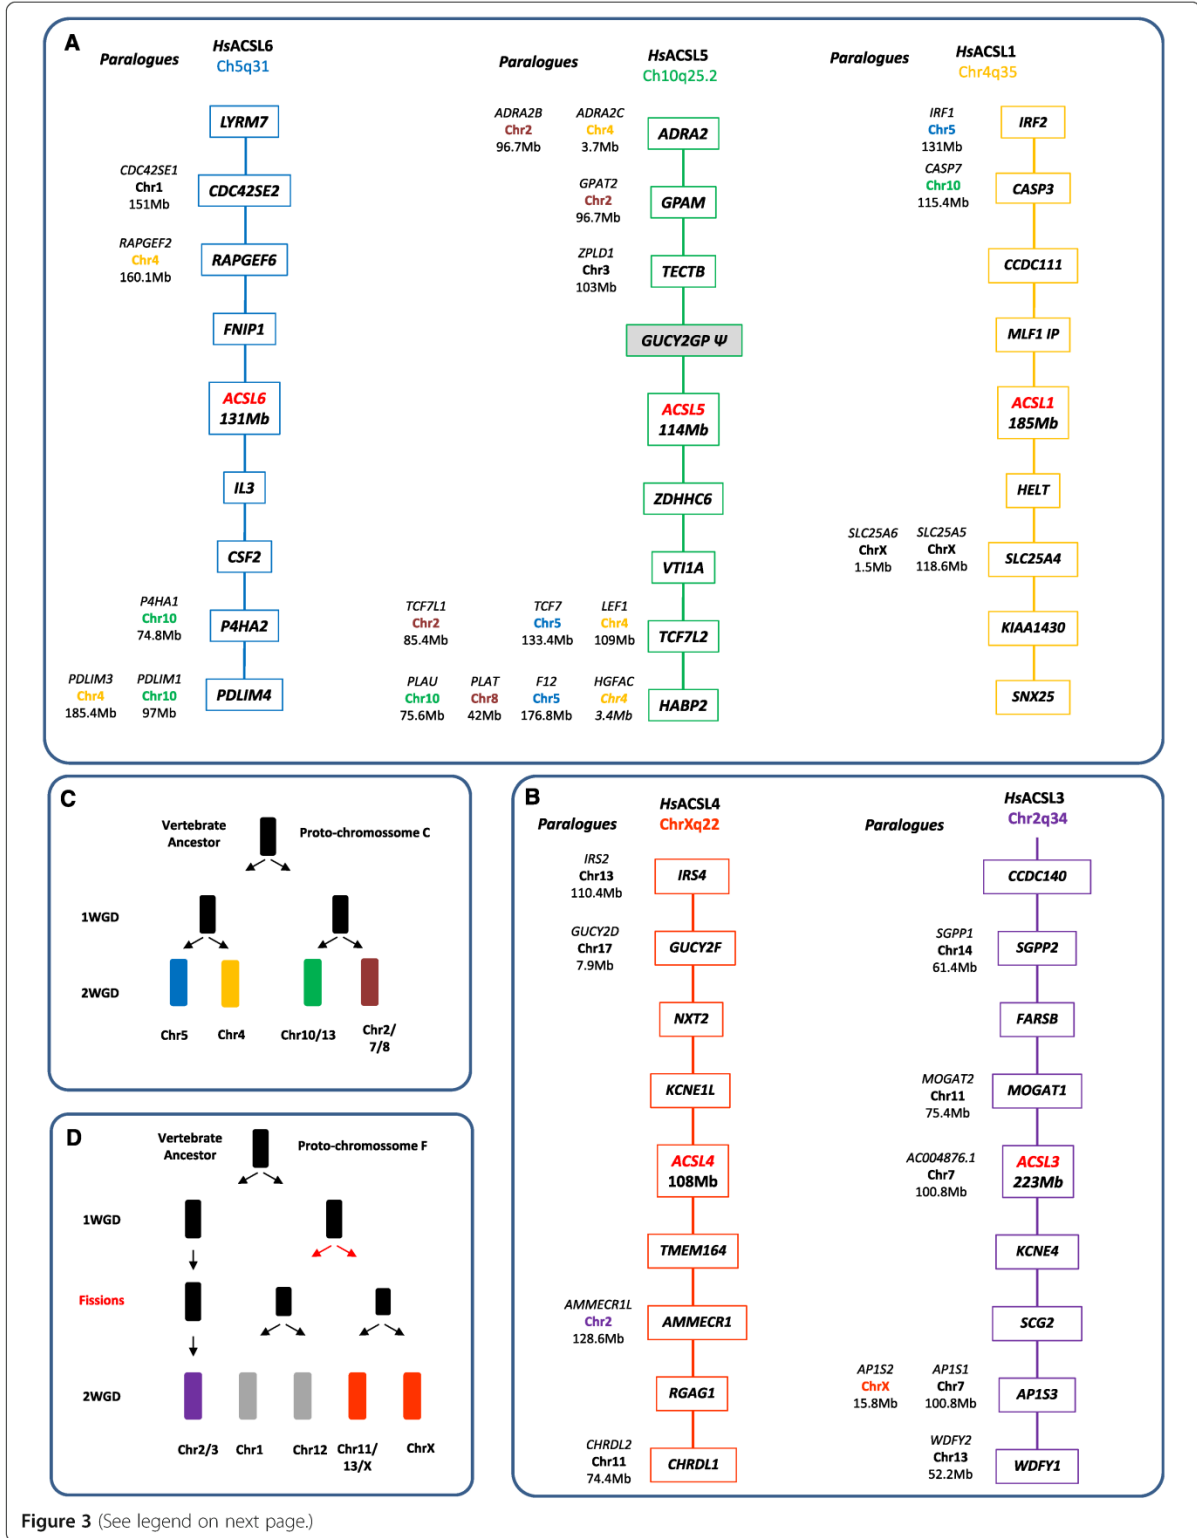 A
Paralogues
HsACSL6
Ch5q31
LYRM7
CDC42SE1
Chr1
151Mb
CDC42SE2
RAPGEF2
Chr4
160.1Mb
RAPGEF6
FNIP1
ACSL6
131Mb
IL3
CSF2
P4HA1
Chr10
74.8Mb
P4HA2
PDLIM3 PDLIM1
Chr4 Chr10
185.4Mb 97Mb
PDLIM4
Paralogues
HsACSL5
Ch10q25.2
ADRA2B ADRA2C
Chr2 Chr4
96.7Mb 3.7Mb
ADRA2
GPAT2
Chr2
96.7Mb
GPAM
ZPLD1
Chr3
103Mb
TECTB
GUCY2GP Ψ
ACSL5
114Mb
ZDHHC6
VTI1A
TCF7L1 TCF7 LEF1
Chr2 Chr5 Chr4
85.4Mb 133.4Mb 109Mb
TCF7L2
PLAU PLAT F12 HGFAC
Chr10 Chr8 Chr5 Chr4
75.6Mb 42Mb 176.8Mb 3.4Mb
HABP2
Paralogues
HsACSL1
Chr4q35
IRF1
Chr5
131Mb
IRF2
CASP7
Chr10
115.4Mb
CASP3
CCDC111
MLF1 IP
ACSL1
185Mb
HELT
SLC25A6 SLC25A5
ChrX ChrX
1.5Mb 118.6Mb
SLC25A4
KIAA1430
SNX25
C
Vertebrate
Ancestor
Proto-chromossome C
1WGD
2WGD
Chr5 Chr4 Chr10/13 Chr2/
7/8
D
Vertebrate
Ancestor
Proto-chromossome F
1WGD
Fissions
2WGD
Chr2/3 Chr1 Chr12 Chr11/ ChrX
13/X
B
Paralogues
HsACSL4
ChrXq22
IRS2
Chr13
110.4Mb
IRS4
GUCY2D
Chr17
7.9Mb
GUCY2F
NXT2
KCNE1L
ACSL4
108Mb
TMEM164
AMMECR1L
Chr2
128.6Mb
AMMECR1
RGAG1
CHRDL2
Chr11
74.4Mb
CHRDL1
Paralogues
HsACSL3
Chr2q34
CCDC140
SGPP1
Chr14
61.4Mb
SGPP2
FARSB
MOGAT2
Chr11
75.4Mb
MOGAT1
AC004876.1
Chr7
100.8Mb
ACSL3
223Mb
KCNE4
SCG2
AP1S2 AP1S1
ChrX Chr7
15.8Mb 100.8Mb
AP1S3
WDFY2
Chr13
52.2Mb
WDFY1
Figure 3 (See legend on next page.)